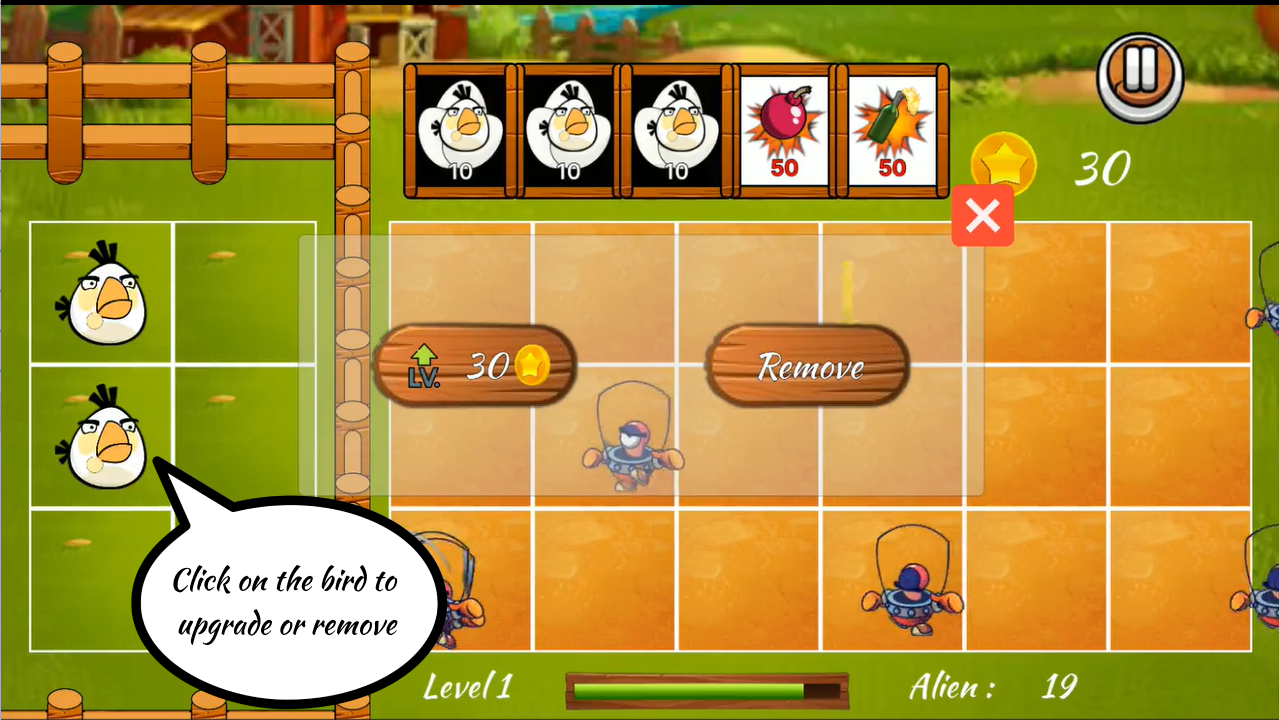 10
10
10
50
50
30
LV.
30
Remove
Click on the bird to
upgrade or remove
Level 1
Alien :
19